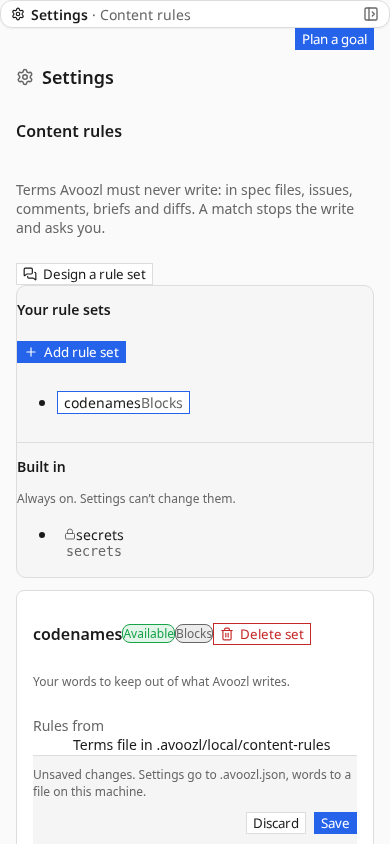 Settings · Content rules
Plan a goal
Settings
Content rules
Terms Avoozl must never write: in spec files, issues,
comments, briefs and diffs. A match stops the write
and asks you.
Design a rule set
Your rule sets
Add rule set
codenamesBlocks
Built in
Always on. Settings can’t change them.
secrets
secrets
codenames Available Blocks Delete set
Your words to keep out of what Avoozl writes.
Rules from
Terms file in .avoozl/local/content-rules
Unsaved changes. Settings go to .avoozl.json, words to a
file on this machine.
Discard Save